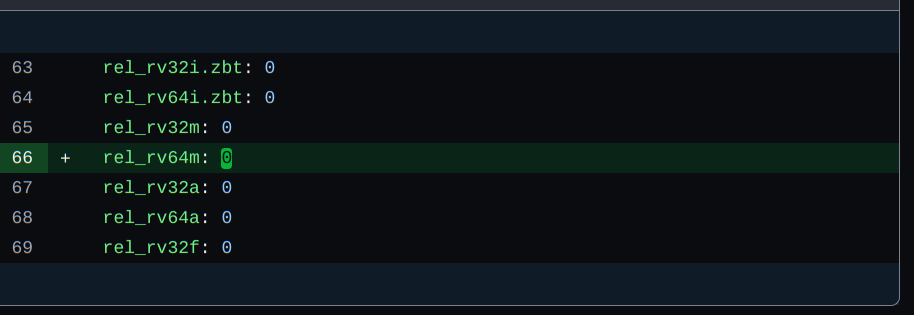 63 rel_rv32i.zbt: 0
64 rel_rv64i.zbt: 0
65 rel_rv32m: 0
66 + rel_rv64m: 0
67 rel_rv32a: 0
68 rel_rv64a: 0
69 rel_rv32f: 0